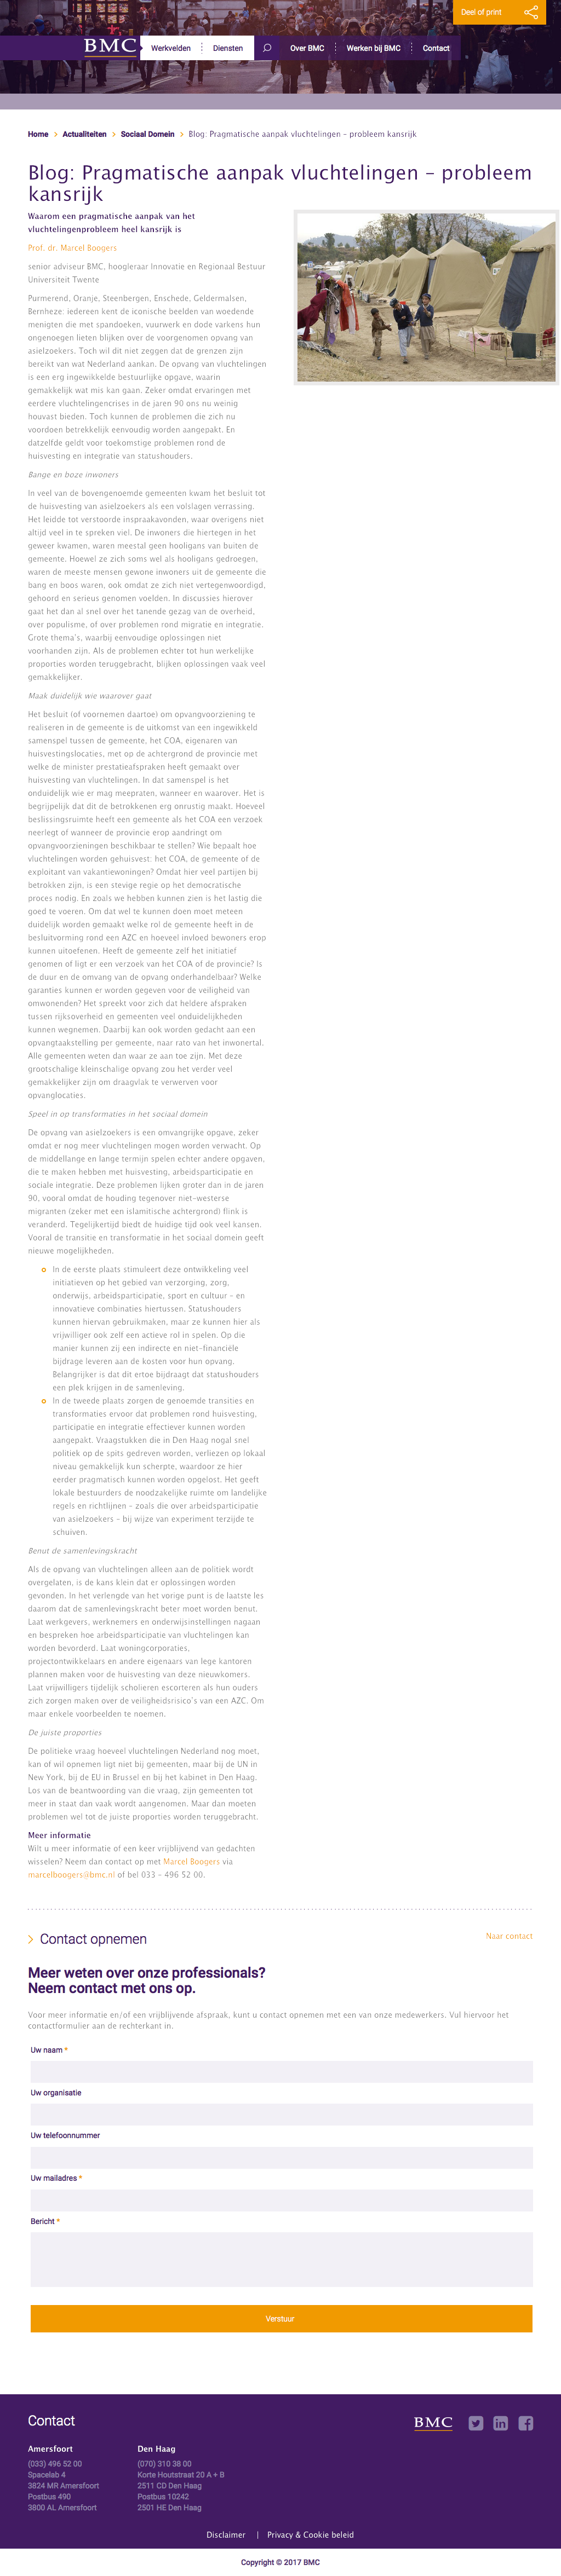 Deel of print
BMC
Werkvelden
Diensten
Over BMC
Werken bij BMC
Contact
Home > Actualiteiten > Sociaal Domein > Blog: Pragmatische aanpak vluchtelingen – probleem kansrijk
Blog: Pragmatische aanpak vluchtelingen – probleem
kansrijk
Waarom een pragmatische aanpak van het
vluchtelingenprobleem heel kansrijk is
Prof. dr. Marcel Boogers
senior adviseur BMC, hoogleraar Innovatie en Regionaal Bestuur
Universiteit Twente
Purmerend, Oranje, Steenbergen, Enschede, Geldermalsen,
Bernheze: iedereen kent de iconische beelden van woedende
menigten die met spandoeken, vuurwerk en dode varkens hun
ongenoegen lieten blijken over de voorgenomen opvang van
asielzoekers. Toch wil dit niet zeggen dat de grenzen zijn
bereikt van wat Nederland aankan. De opvang van vluchtelingen
is een erg ingewikkelde bestuurlijke opgave, waarin
gemakkelijk wat mis kan gaan. Zeker omdat ervaringen met
eerdere vluchtelingencrises in de jaren 90 ons nu weinig
houvast bieden. Toch kunnen de problemen die zich nu
voordoen betrekkelijk eenvoudig worden aangepakt. En
datzelfde geldt voor toekomstige problemen rond de
huisvesting en integratie van statushouders.
Bange en boze inwoners
In veel van de bovengenoemde gemeenten kwam het besluit tot
de huisvesting van asielzoekers als een volslagen verrassing.
Het leidde tot verstoorde inspraakavonden, waar overigens niet
altijd veel in te spreken viel. De inwoners die hiertegen in het
geweer kwamen, waren meestal geen hooligans van buiten de
gemeente. Hoewel ze zich soms wel als hooligans gedroegen,
waren de meeste mensen gewone inwoners uit de gemeente die
bang en boos waren, ook omdat ze zich niet vertegenwoordigd,
gehoord en serieus genomen voelden. In discussies hierover
gaat het dan al snel over het tanende gezag van de overheid,
over populisme, of over problemen rond migratie en integratie.
Grote thema's, waarbij eenvoudige oplossingen niet
voorhanden zijn. Als de problemen echter tot hun werkelijke
proporties worden teruggebracht, blijken oplossingen vaak veel
gemakkelijker.
Maak duidelijk wie waarover gaat
Het besluit (of voornemen daartoe) om opvangvoorziening te
realiseren in de gemeente is de uitkomst van een ingewikkeld
samenspel tussen de gemeente, het COA, eigenaren van
huisvestingslocaties, met op de achtergrond de provincie met
welke de minister prestatieafspraken heeft gemaakt over
huisvesting van vluchtelingen. In dat samenspel is het
onduidelijk wie er mag meepraten, wanneer en waarover. Het is
begrijpelijk dat dit de betrokkenen erg onrustig maakt. Hoeveel
beslissingsruimte heeft een gemeente als het COA een verzoek
neerlegt of wanneer de provincie erop aandringt om
opvangvoorzieningen beschikbaar te stellen? Wie bepaalt hoe
vluchtelingen worden gehuisvest: het COA, de gemeente of de
exploitant van vakantiewoningen? Omdat hier veel partijen bij
betrokken zijn, is een stevige regie op het democratische
proces nodig. En zoals we hebben kunnen zien is het lastig die
goed te voeren. Om dat wel te kunnen doen moet meteen
duidelijk worden gemaakt welke rol de gemeente heeft in de
besluitvorming rond een AZC en hoeveel invloed bewoners erop
kunnen uitoefenen. Heeft de gemeente zelf het initiatief
genomen of ligt er een verzoek van het COA of de provincie? Is
de duur en de omvang van de opvang onderhandelbaar? Welke
garanties kunnen er worden gegeven voor de veiligheid van
omwonenden? Het spreekt voor zich dat heldere afspraken
tussen rijksoverheid en gemeenten veel onduidelijkheden
kunnen wegnemen. Daarbij kan ook worden gedacht aan een
opvangtaakstelling per gemeente, naar rato van het inwonertal.
Alle gemeenten weten dan waar ze aan toe zijn. Met deze
grootschalige kleinschalige opvang zou het verder veel
gemakkelijker zijn om draagvlak te verwerven voor
opvanglocaties.
Speel in op transformaties in het sociaal domein
De opvang van asielzoekers is een omvangrijke opgave, zeker
omdat er nog meer vluchtelingen mogen worden verwacht. Op
de middellange en lange termijn spelen echter andere opgaven,
die te maken hebben met huisvesting, arbeidsparticipatie en
sociale integratie. Deze problemen lijken groter dan in de jaren
90, vooral omdat de houding tegenover niet-westerse
migranten (zeker met een islamitische achtergrond) flink is
veranderd. Tegelijkertijd biedt de huidige tijd ook veel kansen.
Vooral de transitie en transformatie in het sociaal domein geeft
nieuwe mogelijkheden.
In de eerste plaats stimuleert deze ontwikkeling veel
initiatieven op het gebied van verzorging, zorg,
onderwijs, arbeidsparticipatie, sport en cultuur – en
innovatieve combinaties hiertussen. Statushouders
kunnen hiervan gebruikmaken, maar ze kunnen hier als
vrijwilliger ook zelf een actieve rol in spelen. Op die
manier kunnen zij een indirecte en niet-financiële
bijdrage leveren aan de kosten voor hun opvang.
Belangrijker is dat dit ertoe bijdraagt dat statushouders
een plek krijgen in de samenleving.
In de tweede plaats zorgen de genoemde transities en
transformaties ervoor dat problemen rond huisvesting,
participatie en integratie effectiever kunnen worden
aangepakt. Vraagstukken die in Den Haag nogal snel
politiek op de spits gedreven worden, verliezen op lokaal
niveau gemakkelijk kun scherpte, waardoor ze hier
eerder pragmatisch kunnen worden opgelost. Het geeft
lokale bestuurders de noodzakelijke ruimte om landelijke
regels en richtlijnen – zoals die over arbeidsparticipatie
van asielzoekers – bij wijze van experiment terzijde te
schuiven.
Benut de samenlevingskracht
Als de opvang van vluchtelingen alleen aan de politiek wordt
overgelaten, is de kans klein dat er oplossingen worden
gevonden. In het verlengde van het vorige punt is de laatste les
daarom dat de samenlevingskracht beter moet worden benut.
Laat werkgevers, werknemers en onderwijsinstellingen nagaan
en bespreken hoe arbeidsparticipatie van vluchtelingen kan
worden bevorderd. Laat woningcorporaties,
projectontwikkelaars en andere eigenaars van lege kantoren
plannen maken voor de huisvesting van deze nieuwkomers.
Laat vrijwilligers tijdelijk scholieren escorteren als hun ouders
zich zorgen maken over de veiligheidsrisico's van een AZC. Om
maar enkele voorbeelden te noemen.
De juiste proporties
De politieke vraag hoeveel vluchtelingen Nederland nog moet,
kan of wil opnemen ligt niet bij gemeenten, maar bij de UN in
New York, bij de EU in Brussel en bij het kabinet in Den Haag.
Los van de beantwoording van die vraag, zijn gemeenten tot
meer in staat dan vaak wordt aangenomen. Maar dan moeten
problemen wel tot de juiste proporties worden teruggebracht.
Meer informatie
Wilt u meer informatie of een keer vrijblijvend van gedachten
wisselen? Neem dan contact op met Marcel Boogers via
marcelboogers@bmc.nl of bel 033 – 496 52 00.
> Contact opnemen
Naar contact
Meer weten over onze professionals?
Neem contact met ons op.
Voor meer informatie en/of een vrijblijvende afspraak, kunt u contact opnemen met een van onze medewerkers. Vul hiervoor het
contactformulier aan de rechterkant in.
Uw naam *
Uw organisatie
Uw telefoonnummer
Uw mailadres *
Bericht *
Verstuur
Contact
BMC
Amersfoort
(033) 496 52 00
Spacelab 4
3824 MR Amersfoort
Postbus 490
3800 AL Amersfoort
Den Haag
(070) 310 38 00
Korte Houtstraat 20 A + B
2511 CD Den Haag
Postbus 10242
2501 HE Den Haag
Disclaimer | Privacy & Cookie beleid
Copyright © 2017 BMC